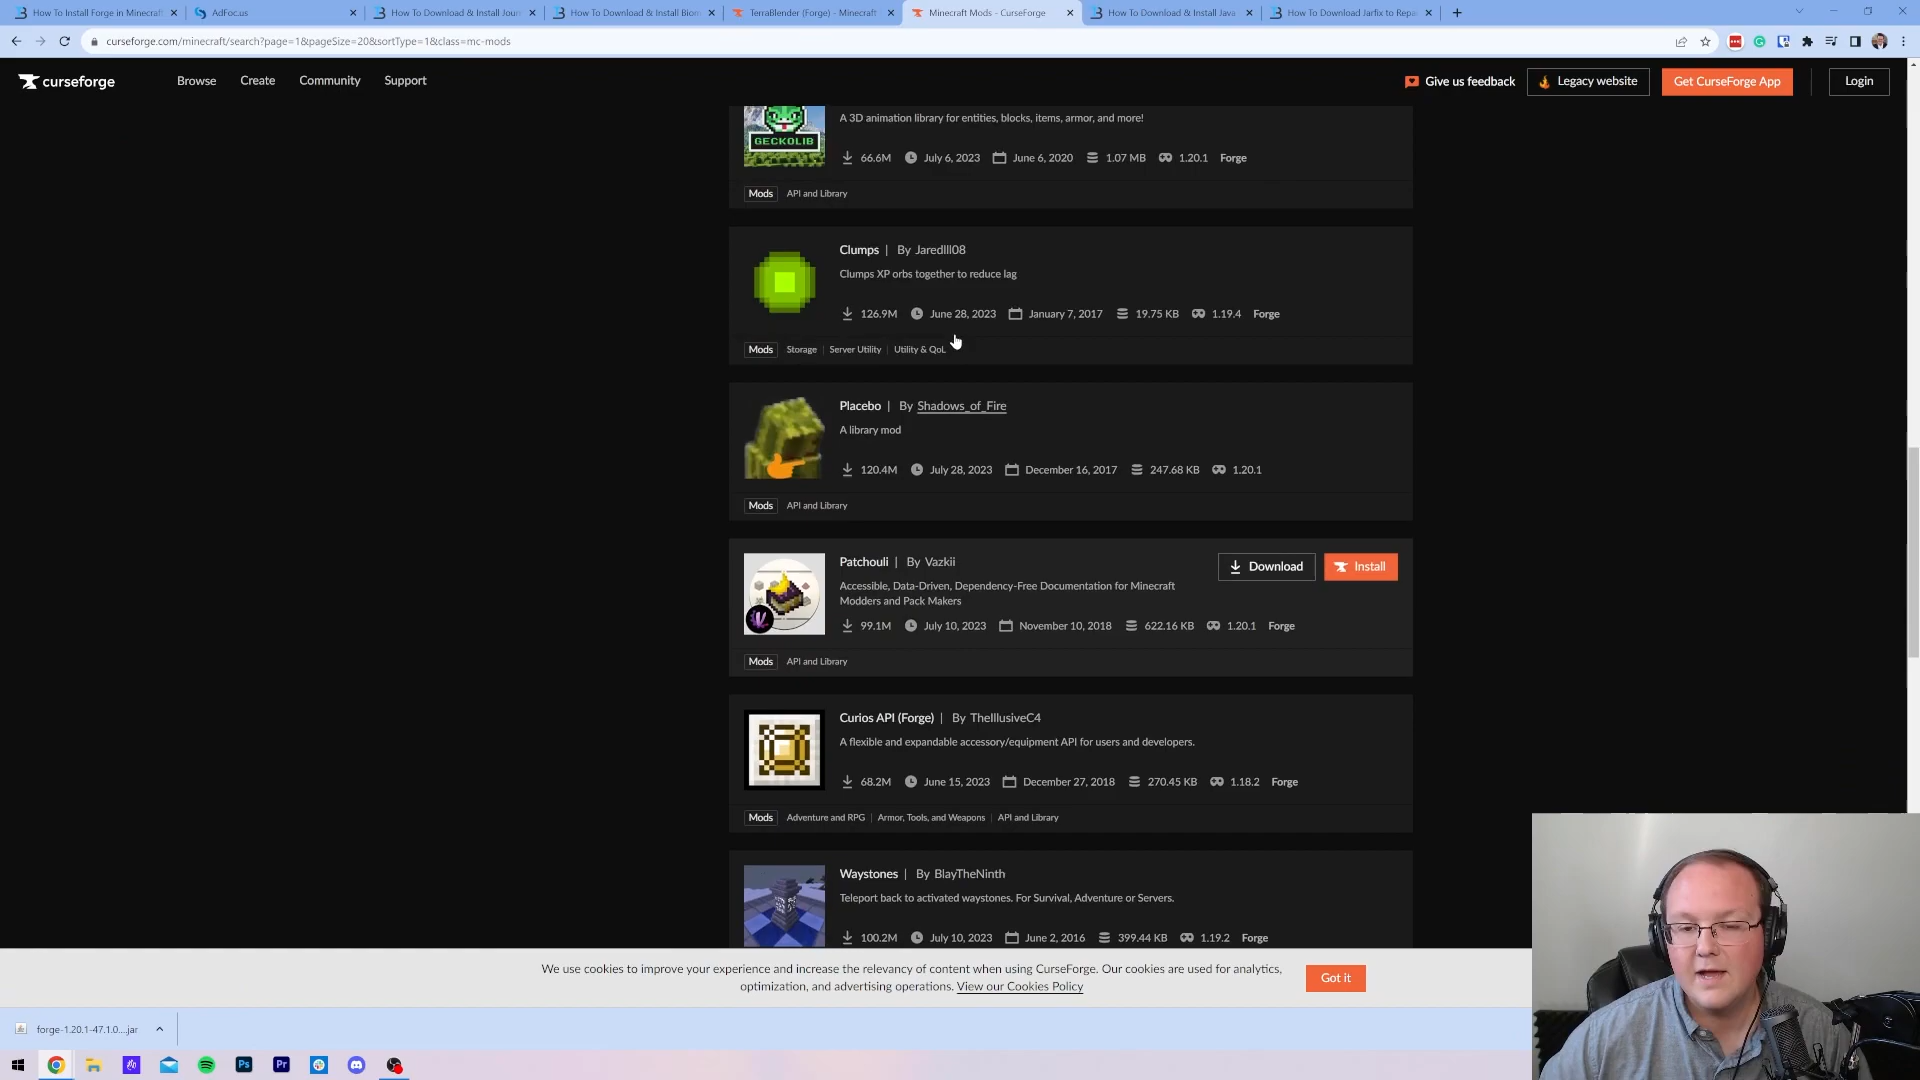 How To Install Forge in Minecraft
AdFoc.us
How To Download & Install Jour
How To Download & Install Biom
TerraBlender (Forge) - Minecraft
Minecraft Mods - CurseForge
How To Download & Install Java
How To Download Jarfix to Repa
curseforge.com/minecraft/search?page=1&pageSize=20&sortType=1&class=mc-mods
curseforge
Browse
Create
Community
Support
Give us feedback
Legacy website
Get CurseForge App
Login
GECKOLIB
A 3D animation library for entities, blocks, items, armor, and more!
66.6M July 6, 2023 June 6, 2020 1.07 MB 1.20.1 Forge
Mods API and Library
Clumps | By Jaredlll08
Clumps XP orbs together to reduce lag
126.9M June 28, 2023 January 7, 2017 19.75 KB 1.19.4 Forge
Mods Storage | Server Utility | Utility & QoL
Placebo | By Shadows_of_Fire
A library mod
120.4M July 28, 2023 December 16, 2017 247.68 KB 1.20.1
Mods API and Library
Patchouli | By Vazkii
Download
Install
Accessible, Data-Driven, Dependency-Free Documentation for Minecraft
Modders and Pack Makers
99.1M July 10, 2023 November 10, 2018 622.16 KB 1.20.1 Forge
Mods API and Library
Curios API (Forge) | By TheIllusiveC4
A flexible and expandable accessory/equipment API for users and developers.
68.2M June 15, 2023 December 27, 2018 270.45 KB 1.18.2 Forge
Mods Adventure and RPG | Armor, Tools, and Weapons | API and Library
Waystones | By BlayTheNinth
Teleport back to activated waystones. For Survival, Adventure or Servers.
100.2M July 10, 2023 June 2, 2016 399.44 KB 1.19.2 Forge
We use cookies to improve your experience and increase the relevancy of content when using CurseForge. Our cookies are used for analytics,
optimization, and advertising operations. View our Cookies Policy
Got it
forge-1.20.1-47.1.0....jar
Ps
Pr